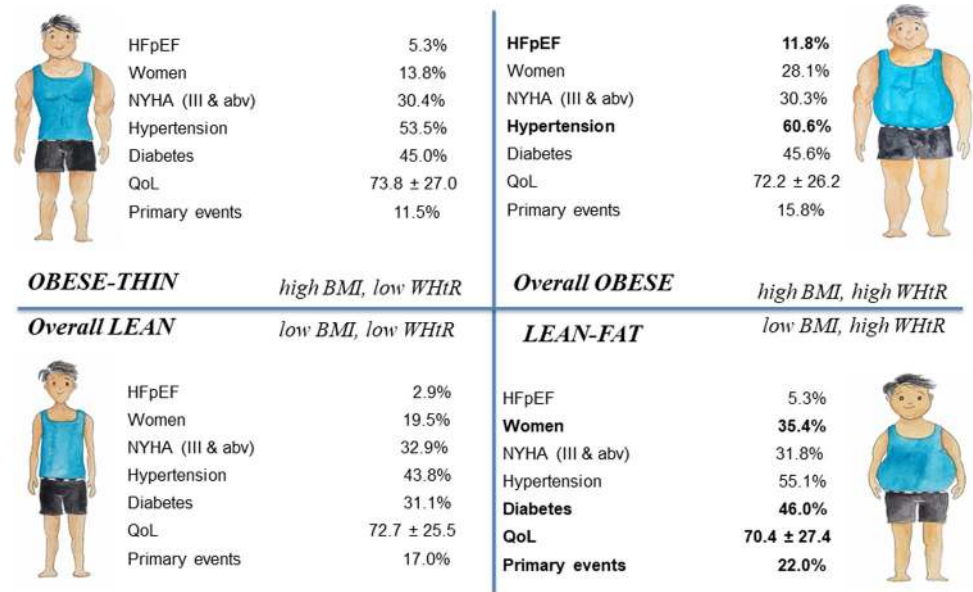 HFpEF 5.3%
Women 13.8%
NYHA (III & abv) 30.4%
Hypertension 53.5%
Diabetes 45.0%
QoL 73.8 ± 27.0
Primary events 11.5%
OBESE-THIN high BMI, low WHtR
HFpEF 11.8%
Women 28.1%
NYHA (III & abv) 30.3%
Hypertension 60.6%
Diabetes 45.6%
QoL 72.2 ± 26.2
Primary events 15.8%
Overall OBESE high BMI, high WHtR
Overall LEAN low BMI, low WHtR
HFpEF 2.9%
Women 19.5%
NYHA (III & abv) 32.9%
Hypertension 43.8%
Diabetes 31.1%
QoL 72.7 ± 25.5
Primary events 17.0%
LEAN-FAT low BMI, high WHtR
HFpEF 5.3%
Women 35.4%
NYHA (III & abv) 31.8%
Hypertension 55.1%
Diabetes 46.0%
QoL 70.4 ± 27.4
Primary events 22.0%